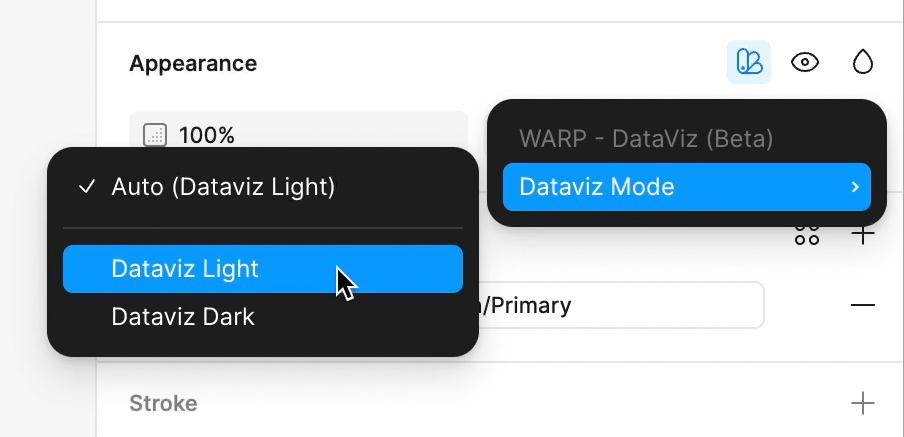 Appearance
100%
WARP - DataViz (Beta)
Dataviz Mode
Auto (Dataviz Light)
Dataviz Light
Dataviz Dark
/Primary
Stroke